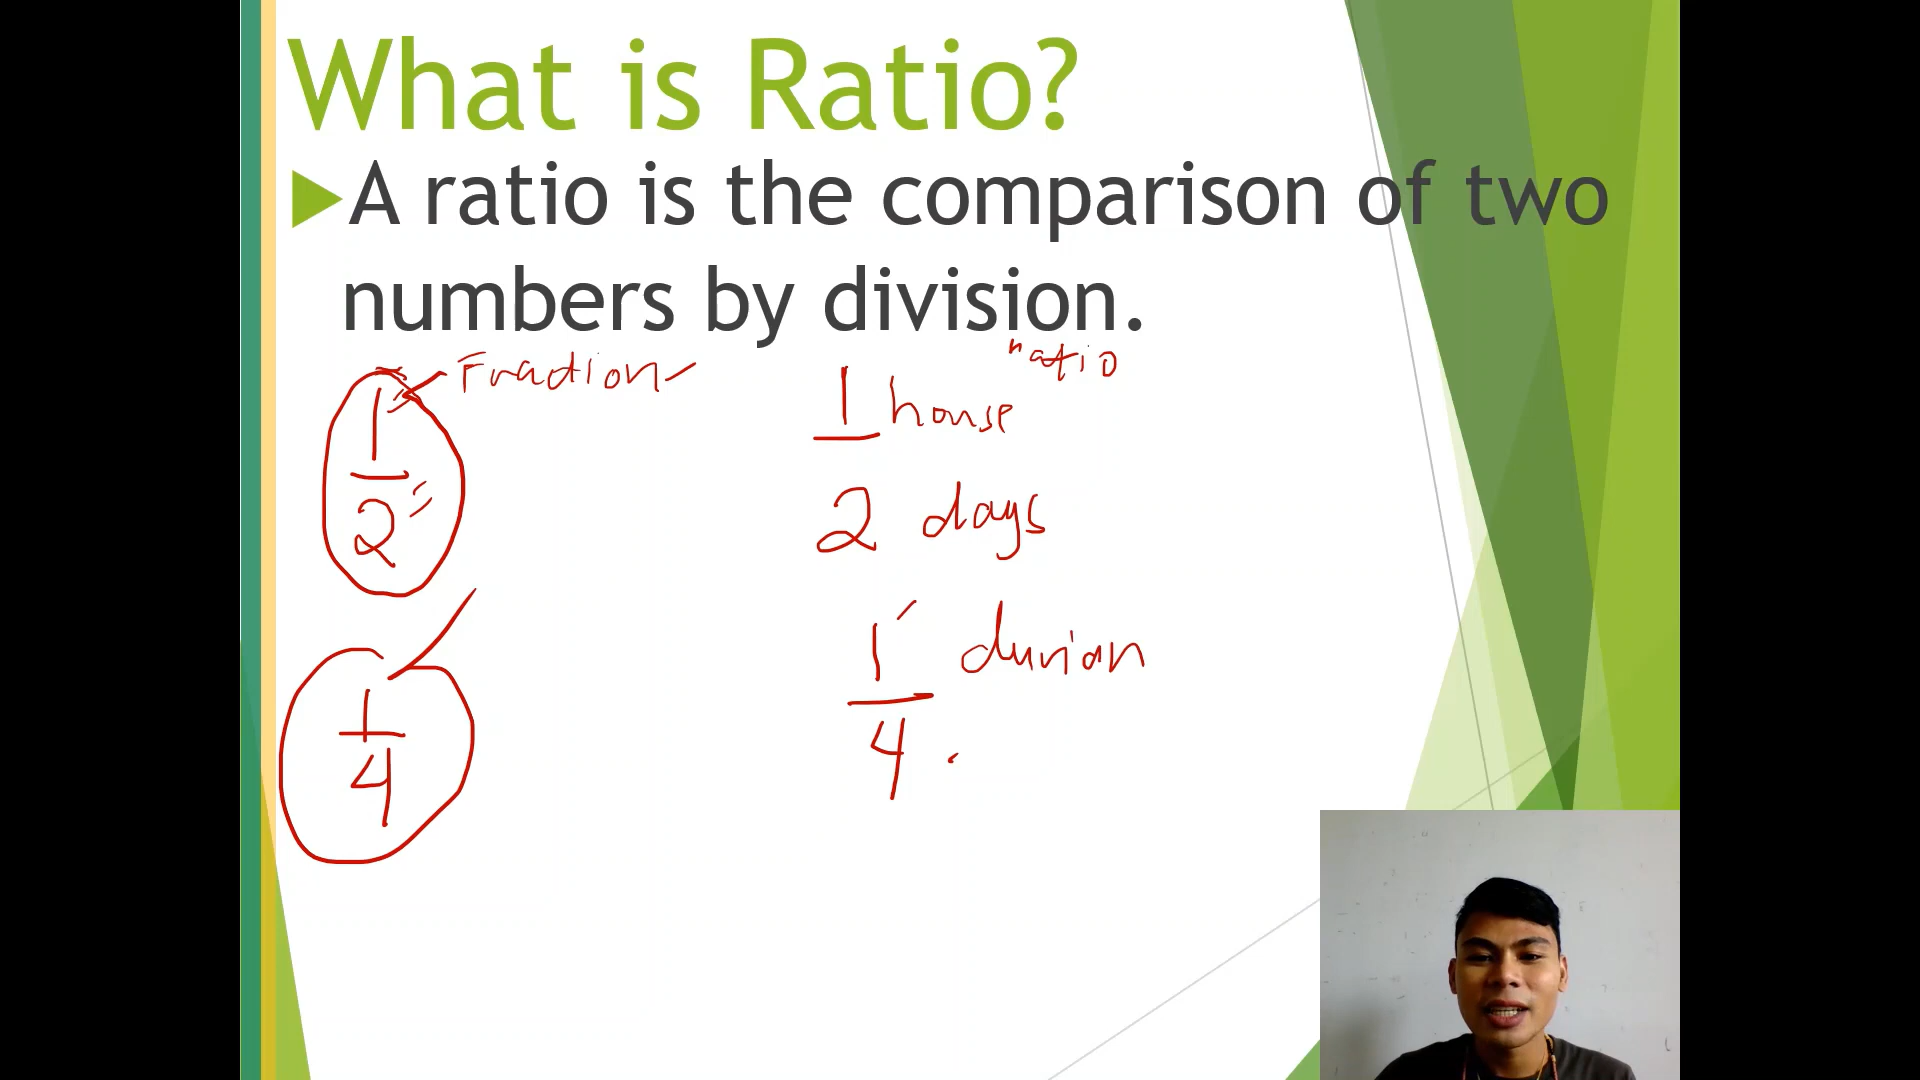 What is Ratio?
A ratio is the comparison of two
numbers by division.
Fraction
1
2
1
4
ratio
1 house
2 days
1 durian
4